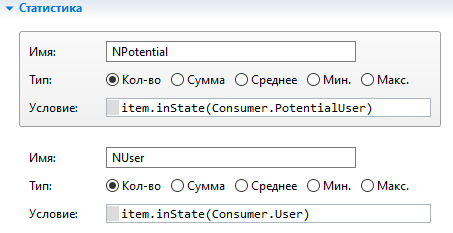 Статистика
Имя: NPotential
Тип: Кол-во Сумма Среднее Мин. Макс.
Условие: item.inState(Consumer.PotentialUser)
Имя: NUser
Тип: Кол-во Сумма Среднее Мин. Макс.
Условие: item.inState(Consumer.User)